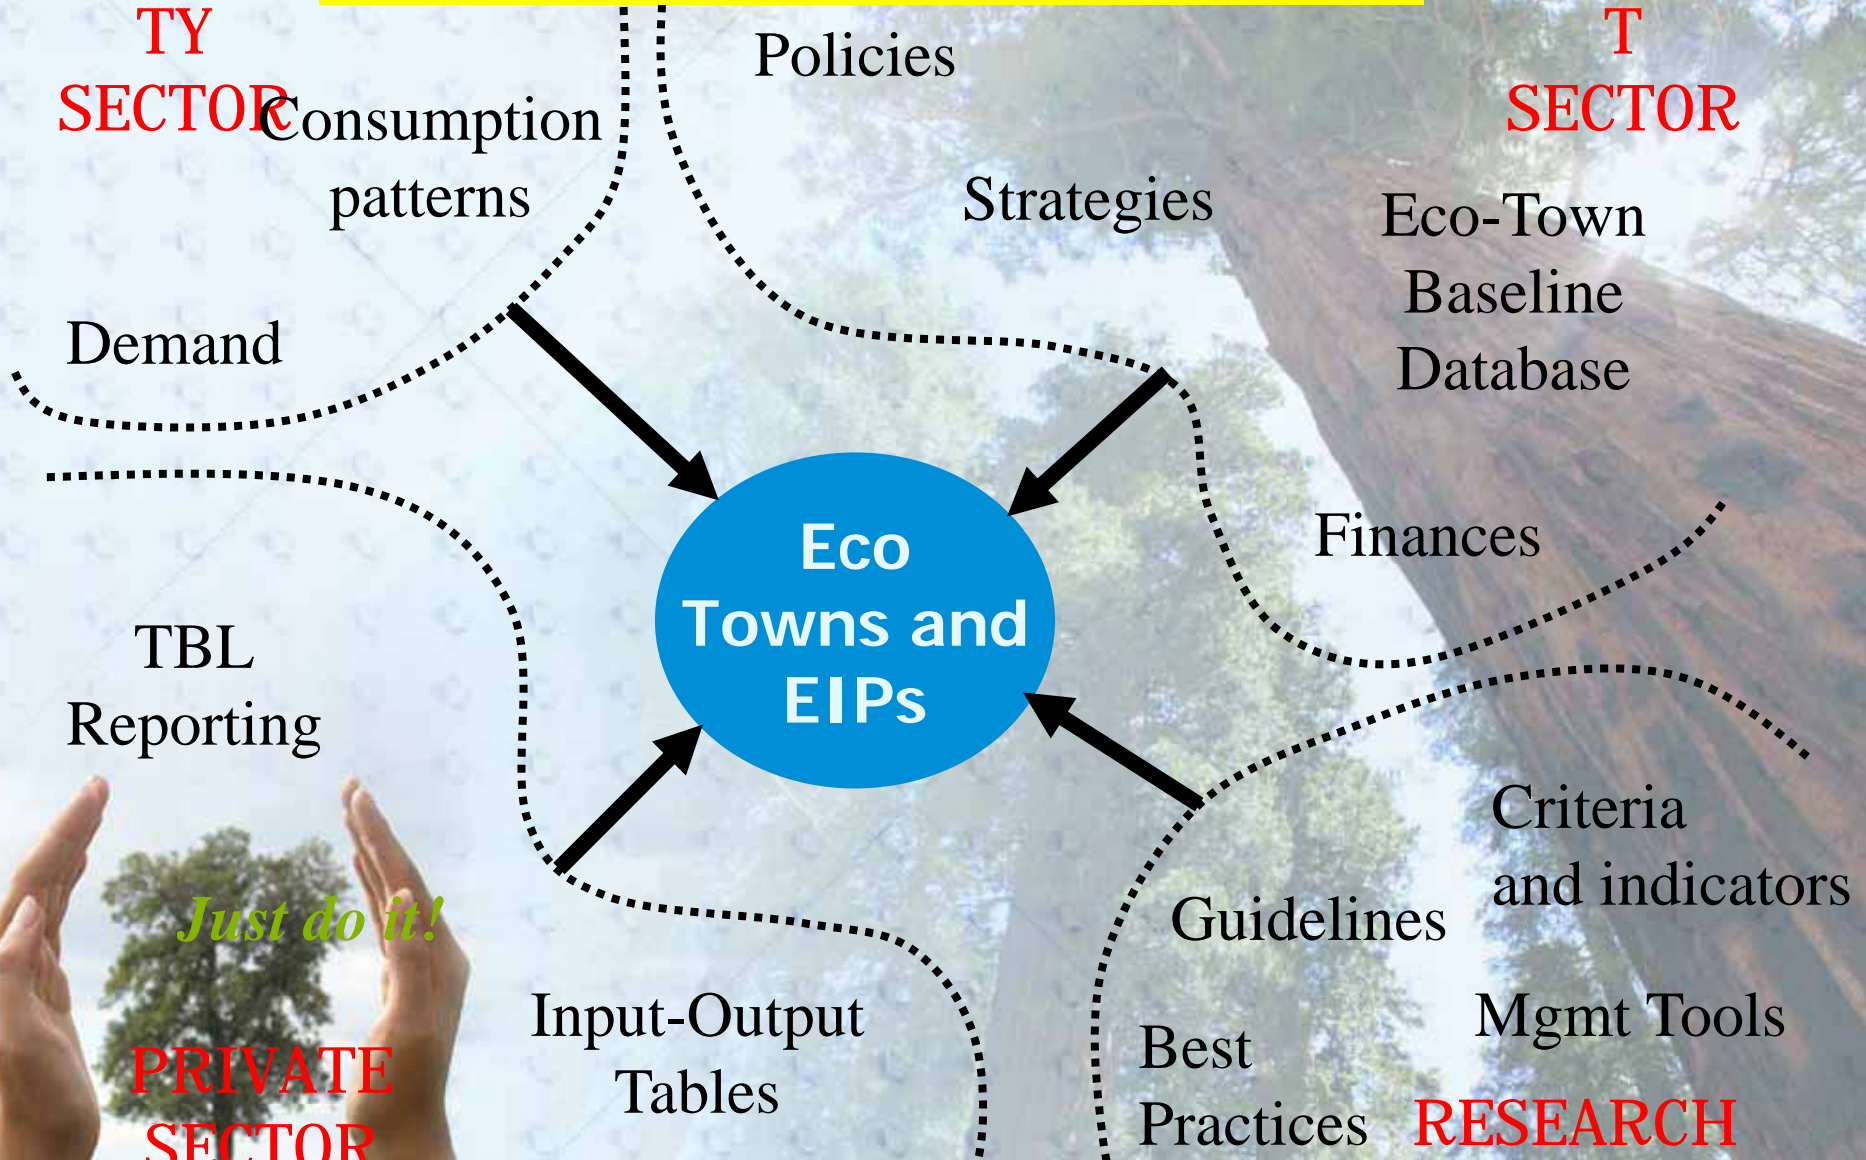 TY
SECTOR
Consumption
patterns
Demand
Policies
Strategies
T
SECTOR
Eco-Town
Baseline
Database
Finances
Eco
Towns and
EIPs
TBL
Reporting
Just do it!
PRIVATE
SECTOR
Input-Output
Tables
Criteria
and indicators
Guidelines
Mgmt Tools
Best
Practices
RESEARCH